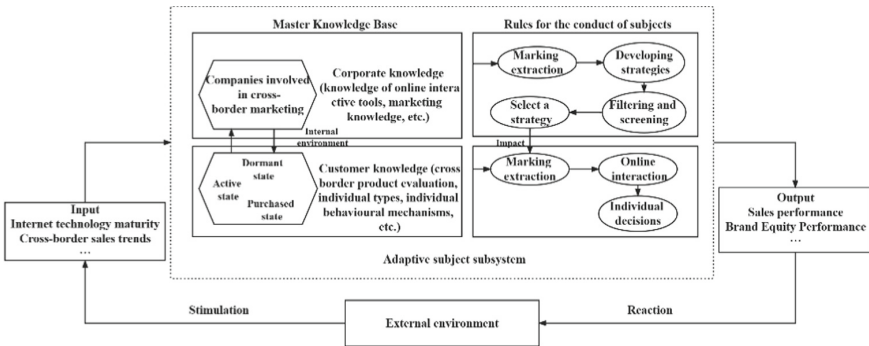 Master Knowledge Base
Rules for the conduct of subjects
Companies involved
in cross-
border marketing
Corporate knowledge
(knowledge of online intera
ctive tools, marketing
knowledge, etc.)
Marking
extraction
Developing
strategies
Select a
strategy
Filtering and
screening
Internal
environment
Impact
Dormant
state
Active
state
Purchased
state
Customer knowledge (cross
border product evaluation,
individual types, individual
behavioural mechanisms,
etc.)
Marking
extraction
Online
interaction
Individual
decisions
Input
Internet technology maturity
Cross-border sales trends
…
Output
Sales performance
Brand Equity Performance
…
Adaptive subject subsystem
Stimulation
External environment
Reaction